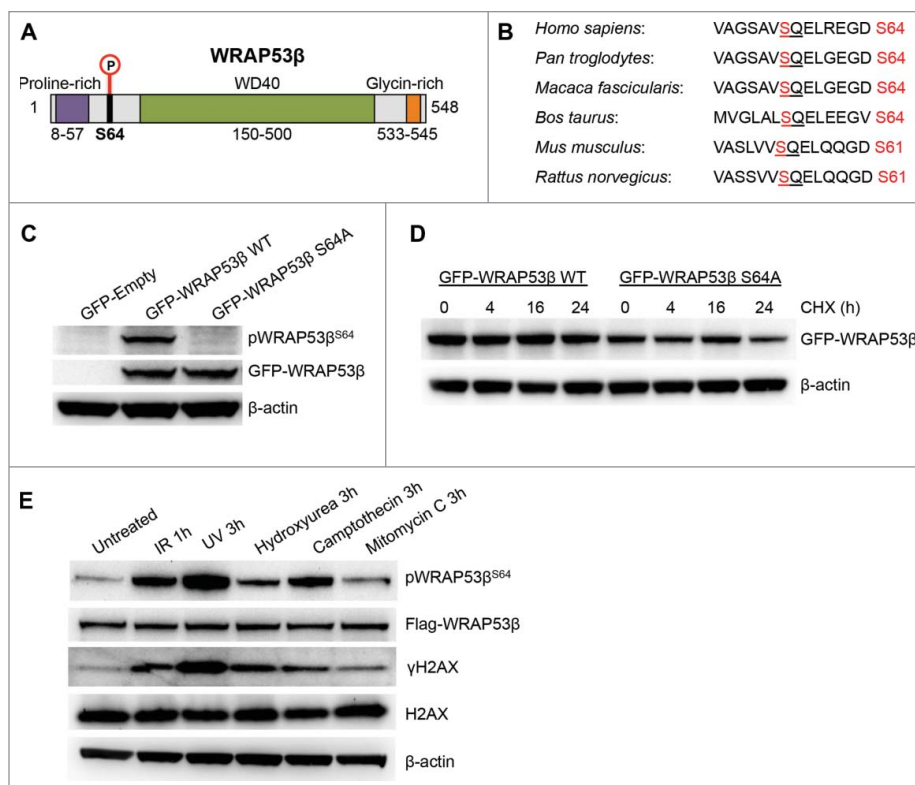 A
WRAP53β
P
Proline-rich WD40 Glycin-rich
1 548
8-57 S64 150-500 533-545
B
Homo sapiens: VAGSAVSQELREGD S64
Pan troglodytes: VAGSAVSQELGEGD S64
Macaca fascicularis: VAGSAVSQELGEGD S64
Bos taurus: MVGLALSQELEEGV S64
Mus musculus: VASLVVSQELQQGD S61
Rattus norvegicus: VASSVVSQELQQGD S61
C
GFP-Empty
GFP-WRAP53β WT
GFP-WRAP53β S64A
pWRAP53βS64
GFP-WRAP53β
β-actin
D
GFP-WRAP53β WT GFP-WRAP53β S64A
0 4 16 24 0 4 16 24 CHX (h)
GFP-WRAP53β
β-actin
E
Untreated
IR 1h
UV 3h
Hydroxyurea 3h
Camptothecin 3h
Mitomycin C 3h
pWRAP53βS64
Flag-WRAP53β
γH2AX
H2AX
β-actin